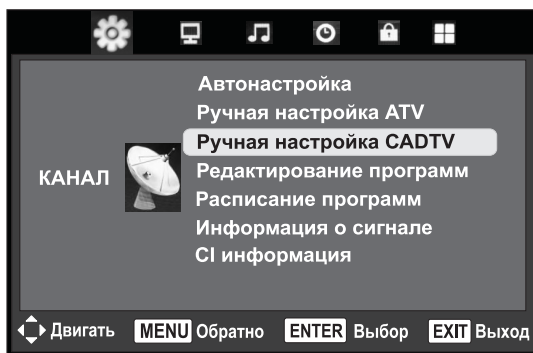 Автонастройка
Ручная настройка ATV
Ручная настройка CADTV
КАНАЛ
Редактирование программ
Расписание программ
Информация о сигнале
CI информация
Двигать MENU Обратно ENTER Выбор EXIT Выход